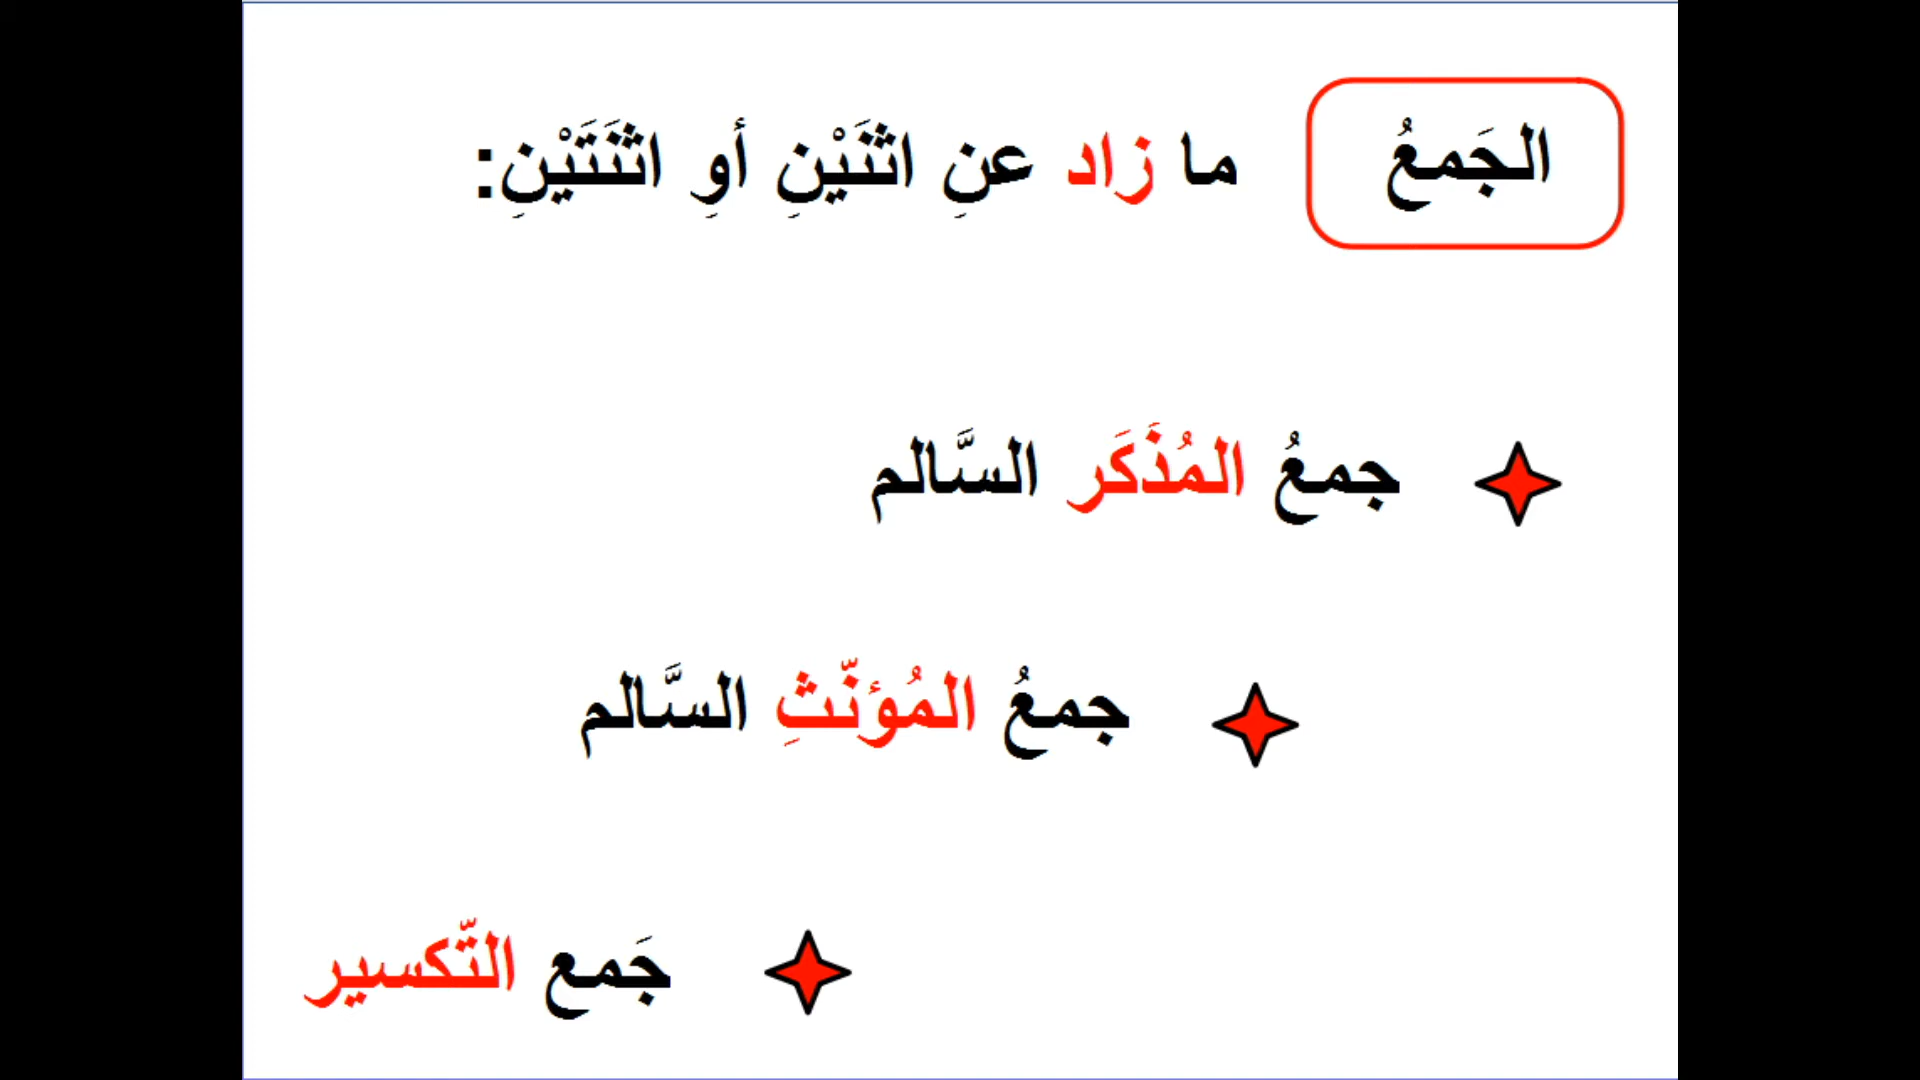 الجَمعُ ما زاد عنِ اثنَيْنِ أوِ اثنَتَيْنِ:
جمعُ المُذَكَر السَّالم
جمعُ المُؤنّثِ السَّالم
جَمع التّكسير